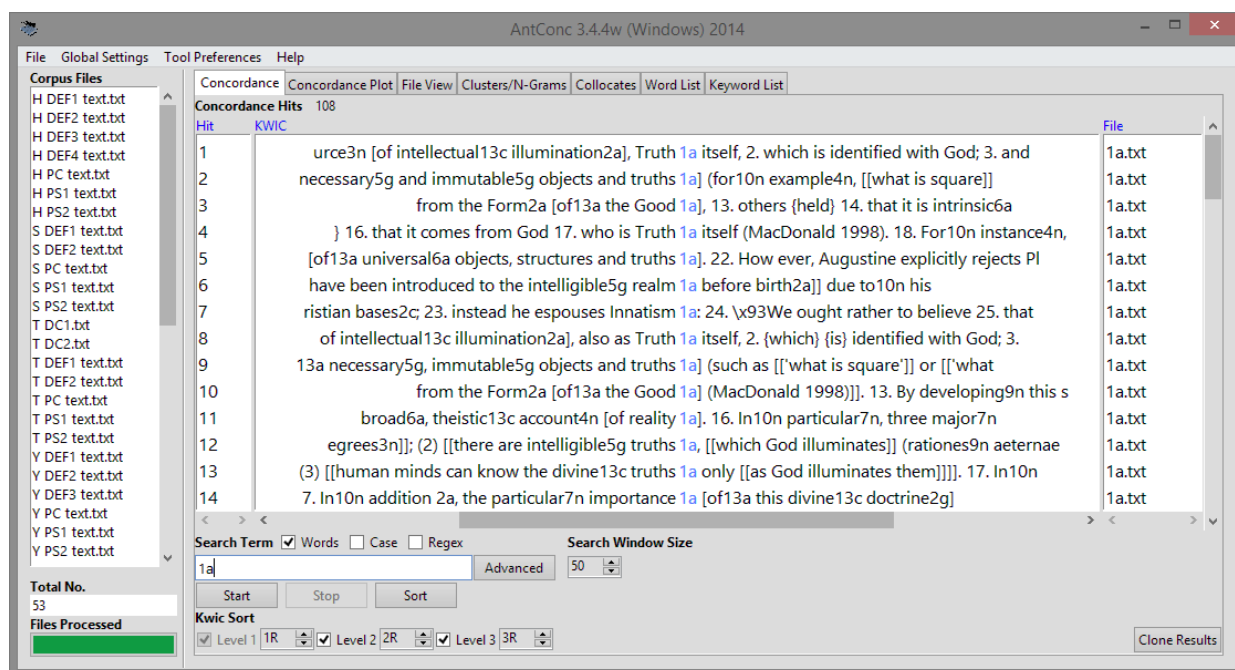 AntConc 3.4.4w (Windows) 2014
File Global Settings Tool Preferences Help
Corpus Files
H DEF1 text.txt
H DEF2 text.txt
H DEF3 text.txt
H DEF4 text.txt
H PC text.txt
H PS1 text.txt
H PS2 text.txt
S DEF1 text.txt
S DEF2 text.txt
S PC text.txt
S PS1 text.txt
S PS2 text.txt
T DC1.txt
T DC2.txt
T DEF1 text.txt
T DEF2 text.txt
T PC text.txt
T PS1 text.txt
T PS2 text.txt
Y DEF1 text.txt
Y DEF2 text.txt
Y DEF3 text.txt
Y PC text.txt
Y PS1 text.txt
Y PS2 text.txt
Total No.
53
Files Processed
Concordance Concordance Plot File View Clusters/N-Grams Collocates Word List Keyword List
Concordance Hits 108
Hit KWIC File
1 urce3n [of intellectual13c illumination2a], Truth 1a itself, 2. which is identified with God; 3. and 1a.txt
2 necessary5g and immutable5g objects and truths 1a] (for10n example4n, [[what is square]] 1a.txt
3 from the Form2a [of13a the Good 1a], 13. others {held} 14. that it is intrinsic6a 1a.txt
4 } 16. that it comes from God 17. who is Truth 1a itself (MacDonald 1998). 18. For10n instance4n, 1a.txt
5 [of13a universal6a objects, structures and truths 1a]. 22. How ever, Augustine explicitly rejects Pl 1a.txt
6 have been introduced to the intelligible5g realm 1a before birth2a]] due to10n his 1a.txt
7 ristian bases2c; 23. instead he espouses Innatism 1a: 24. \x93We ought rather to believe 25. that 1a.txt
8 of intellectual13c illumination2a], also as Truth 1a itself, 2. {which} {is} identified with God; 3. 1a.txt
9 13a necessary5g, immutable5g objects and truths 1a] (such as [['what is square']] or [['what 1a.txt
10 from the Form2a [of13a the Good 1a] (MacDonald 1998)]]. 13. By developing9n this s 1a.txt
11 broad6a, theistic13c account4n [of reality 1a]. 16. In10n particular7n, three major7n 1a.txt
12 egrees3n]]; (2) [[there are intelligible5g truths 1a, [[which God illuminates]] (rationes9n aeternae 1a.txt
13 (3) [[human minds can know the divine13c truths 1a only [[as God illuminates them]]]]. 17. In10n 1a.txt
14 7. In10n addition 2a, the particular7n importance 1a [of13a this divine13c doctrine2g] 1a.txt
Search Term Words Case Regex Search Window Size
1a Advanced 50
Start Stop Sort
Kwic Sort
Level 1 1R Level 2 2R Level 3 3R Clone Results